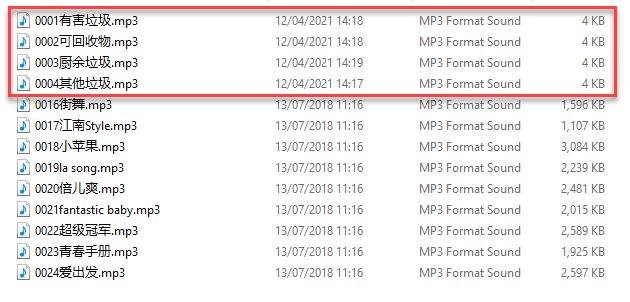 0001有害垃圾.mp3 12/04/2021 14:18 MP3 Format Sound 4 KB
0002可回收物.mp3 12/04/2021 14:18 MP3 Format Sound 4 KB
0003厨余垃圾.mp3 12/04/2021 14:19 MP3 Format Sound 4 KB
0004其他垃圾.mp3 12/04/2021 14:17 MP3 Format Sound 4 KB
0016街舞.mp3 13/07/2018 11:16 MP3 Format Sound 1,596 KB
0017江南Style.mp3 13/07/2018 11:16 MP3 Format Sound 1,107 KB
0018小苹果.mp3 13/07/2018 11:16 MP3 Format Sound 3,084 KB
0019la song.mp3 13/07/2018 11:16 MP3 Format Sound 2,239 KB
0020倍儿爽.mp3 13/07/2018 11:16 MP3 Format Sound 2,481 KB
0021fantastic baby.mp3 13/07/2018 11:16 MP3 Format Sound 2,015 KB
0022超级冠军.mp3 13/07/2018 11:16 MP3 Format Sound 2,589 KB
0023青春手册.mp3 13/07/2018 11:16 MP3 Format Sound 1,925 KB
0024爱出发.mp3 13/07/2018 11:16 MP3 Format Sound 2,597 KB